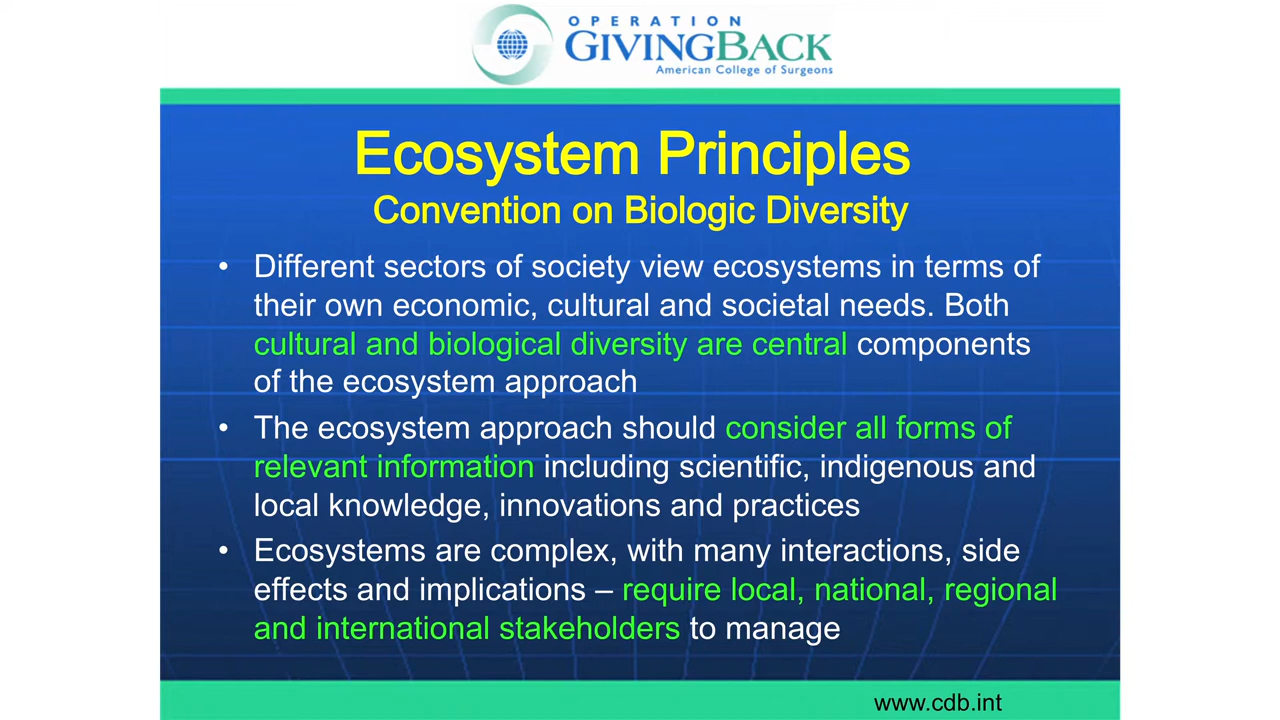 OPERATION
GIVINGBACK
American College of Surgeons
Ecosystem Principles
Convention on Biologic Diversity
• Different sectors of society view ecosystems in terms of
their own economic, cultural and societal needs. Both
cultural and biological diversity are central components
of the ecosystem approach
• The ecosystem approach should consider all forms of
relevant information including scientific, indigenous and
local knowledge, innovations and practices
• Ecosystems are complex, with many interactions, side
effects and implications – require local, national, regional
and international stakeholders to manage
www.cdb.int